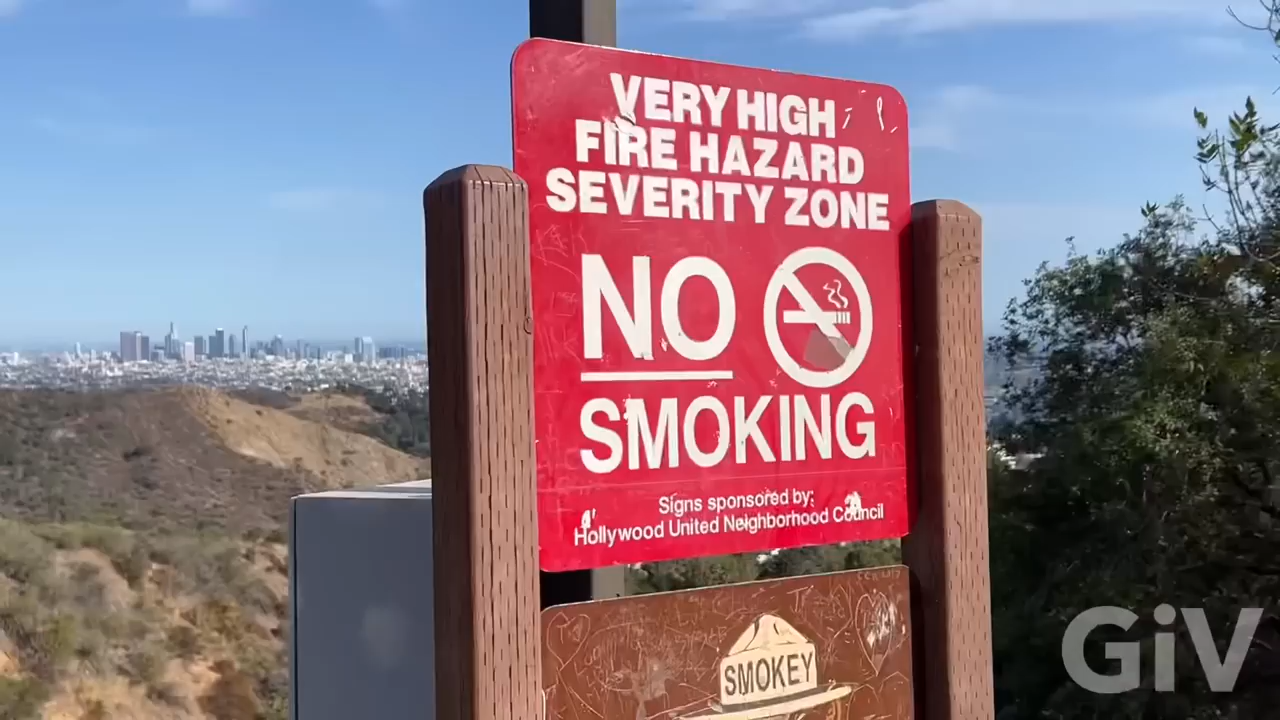 VERY HIGH
FIRE HAZARD
SEVERITY ZONE
NO
SMOKING
Signs sponsored by:
Hollywood United Neighborhood Council
SMOKEY
GiV